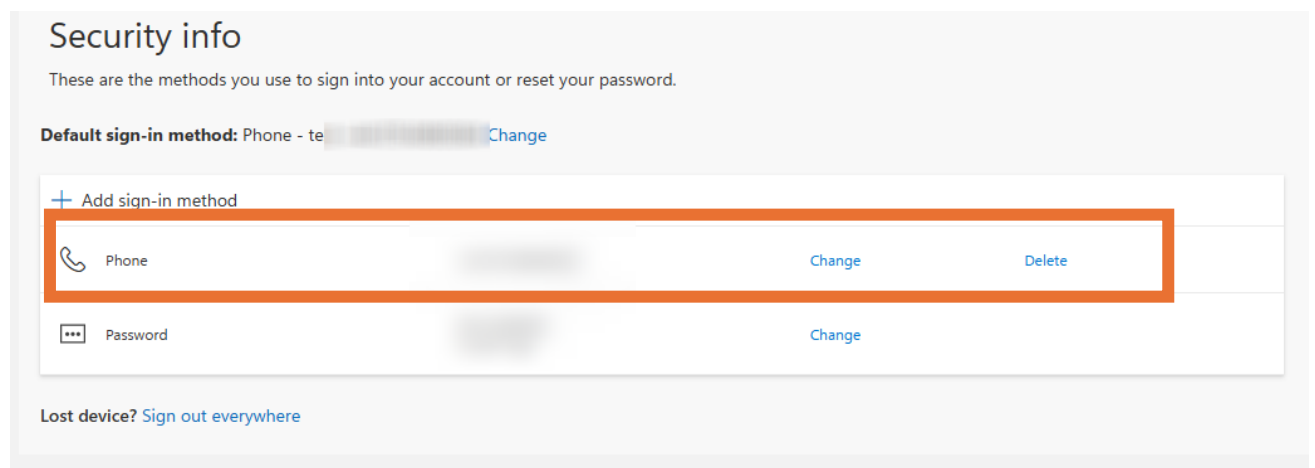 Security info
These are the methods you use to sign into your account or reset your password.
Default sign-in method: Phone - Change
Add sign-in method
Phone Change Delete
Password Change
Lost device? Sign out everywhere